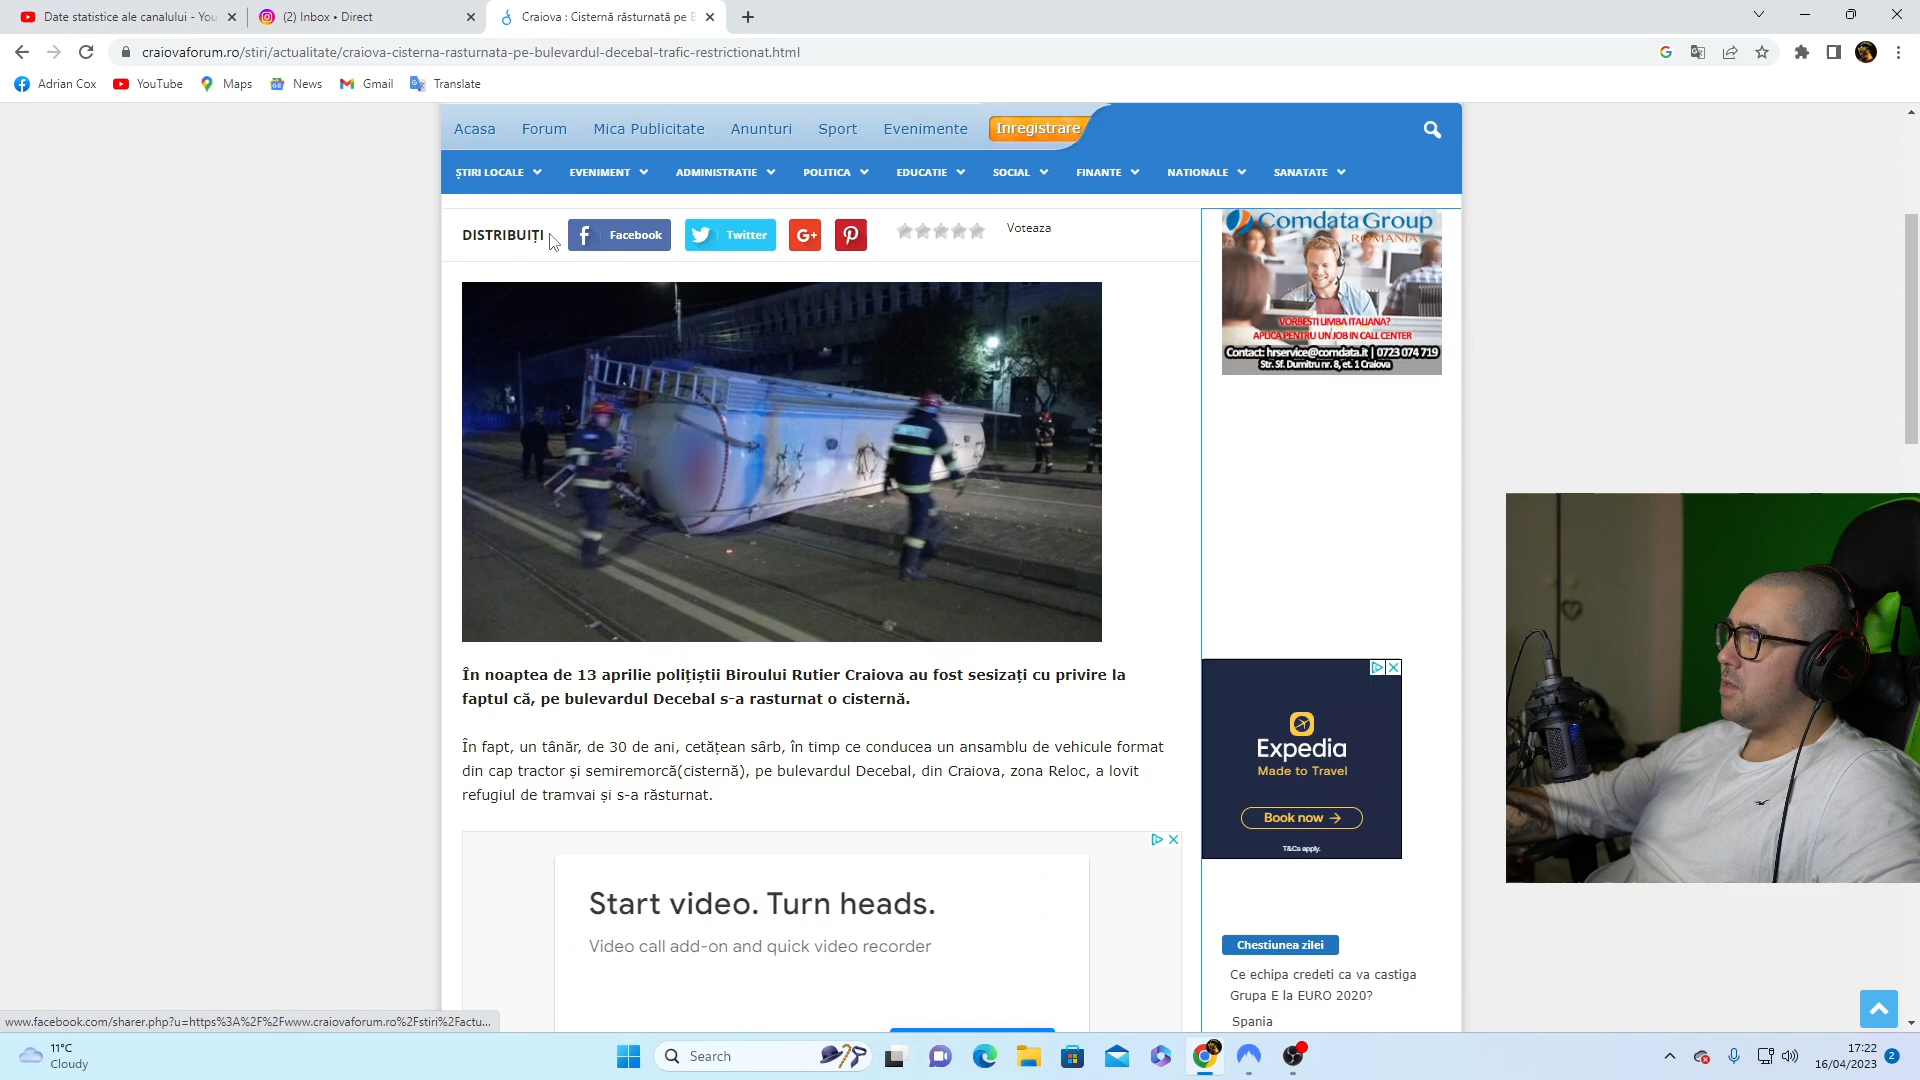 Date statistice ale canalului - You
(2) Inbox • Direct
Craiova : Cisternă răsturnată pe B
craiovaforum.ro/stiri/actualitate/craiova-cisterna-rasturnata-pe-bulevardul-decebal-trafic-restrictionat.html
Adrian Cox
YouTube
Maps
News
Gmail
Translate
Acasa
Forum
Mica Publicitate
Anunturi
Sport
Evenimente
Inregistrare
ȘTIRI LOCALE
EVENIMENT
ADMINISTRATIE
POLITICA
EDUCATIE
SOCIAL
FINANTE
NATIONALE
SANATATE
DISTRIBUIȚI
Facebook
Twitter
G+
Voteaza
ComdataGroup
ROMANIA
VORBESTI LIMBA ITALIANA?
APLICA PENTRU UN JOB IN CALL CENTER
Contact: hrservice@comdata.it | 0723 074 719
Str. Sf. Dumitru nr. 8, et. 1 Craiova
În noaptea de 13 aprilie polițiștii Biroului Rutier Craiova au fost sesizați cu privire la
faptul că, pe bulevardul Decebal s-a rasturnat o cisternă.
În fapt, un tânăr, de 30 de ani, cetățean sârb, în timp ce conducea un ansamblu de vehicule format
din cap tractor și semiremorcă(cisternă), pe bulevardul Decebal, din Craiova, zona Reloc, a lovit
refugiul de tramvai și s-a răsturnat.
Expedia
Made to Travel
Book now →
T&Cs apply.
Start video. Turn heads.
Video call add-on and quick video recorder
Chestiunea zilei
Ce echipa credeti ca va castiga
Grupa E la EURO 2020?
Spania
www.facebook.com/sharer.php?u=https%3A%2F%2Fwww.craiovaforum.ro%2Fstiri%2Factu...
11°C
Cloudy
Search
17:22
16/04/2023
2